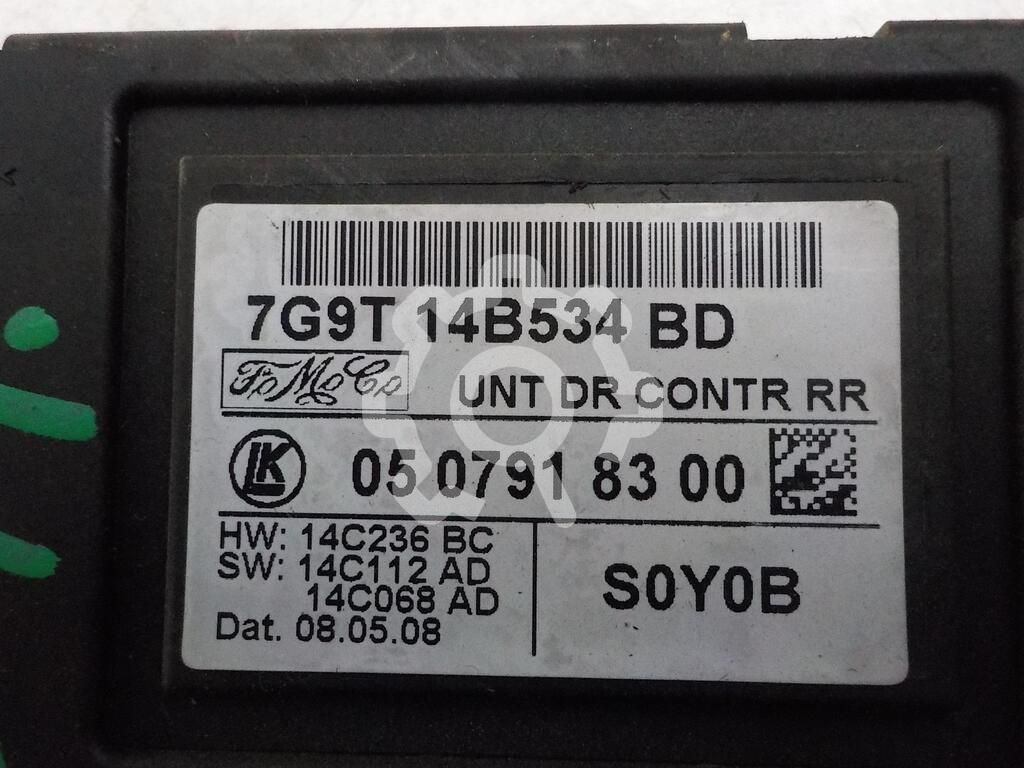 7G9T 14B534 BD
FoMoCo UNT DR CONTR RR
LK 05 0791 83 00
HW: 14C236 BC
SW: 14C112 AD
14C068 AD
Dat. 08.05.08
S0Y0B